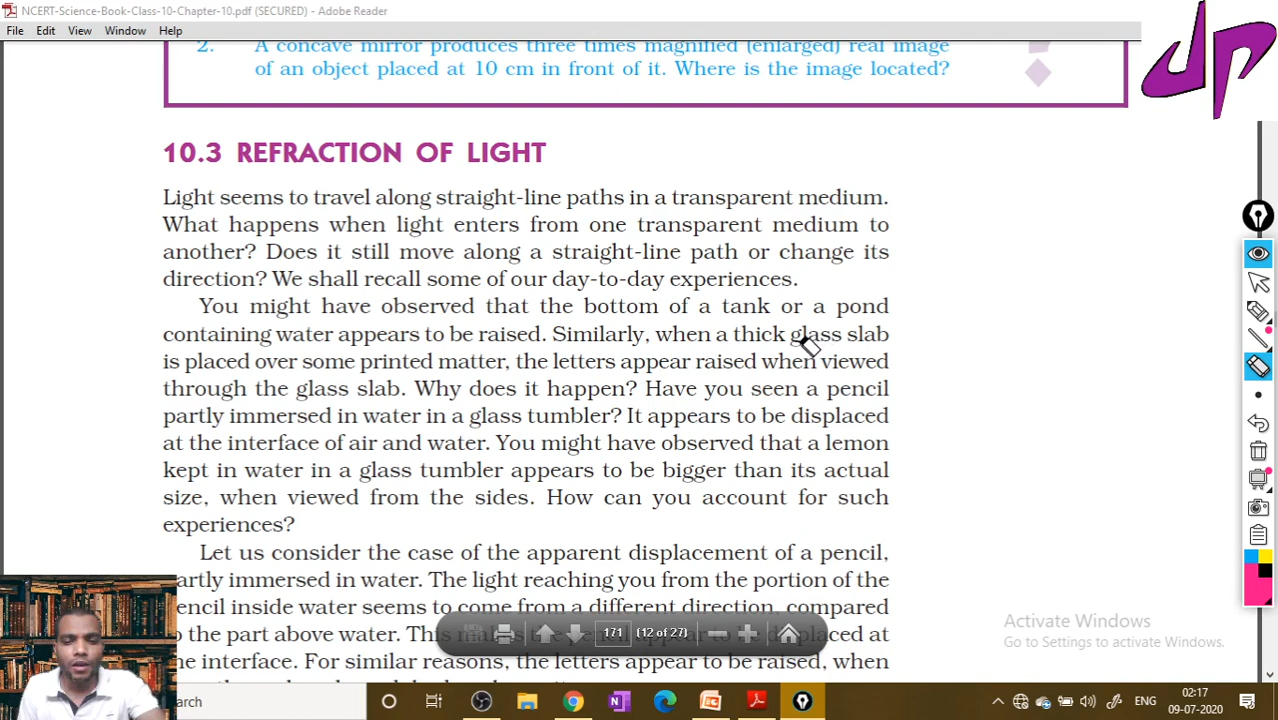 NCERT-Science-Book-Class-10-Chapter-10.pdf (SECURED) - Adobe Reader
File Edit View Window Help
dp
2. A concave mirror produces three times magnified (enlarged) real image
of an object placed at 10 cm in front of it. Where is the image located?
10.3 REFRACTION OF LIGHT
Light seems to travel along straight-line paths in a transparent medium.
What happens when light enters from one transparent medium to
another? Does it still move along a straight-line path or change its
direction? We shall recall some of our day-to-day experiences.
You might have observed that the bottom of a tank or a pond
containing water appears to be raised. Similarly, when a thick glass slab
is placed over some printed matter, the letters appear raised when viewed
through the glass slab. Why does it happen? Have you seen a pencil
partly immersed in water in a glass tumbler? It appears to be displaced
at the interface of air and water. You might have observed that a lemon
kept in water in a glass tumbler appears to be bigger than its actual
size, when viewed from the sides. How can you account for such
experiences?
Let us consider the case of the apparent displacement of a pencil,
partly immersed in water. The light reaching you from the portion of the
pencil inside water seems to come from a different direction, compared
to the part above water. This makes the pencil appear to be displaced at
the interface. For similar reasons, the letters appear to be raised, when
171 (12 of 27)
Activate Windows
Go to Settings to activate Windows.
earch
ENG
02:17
09-07-2020